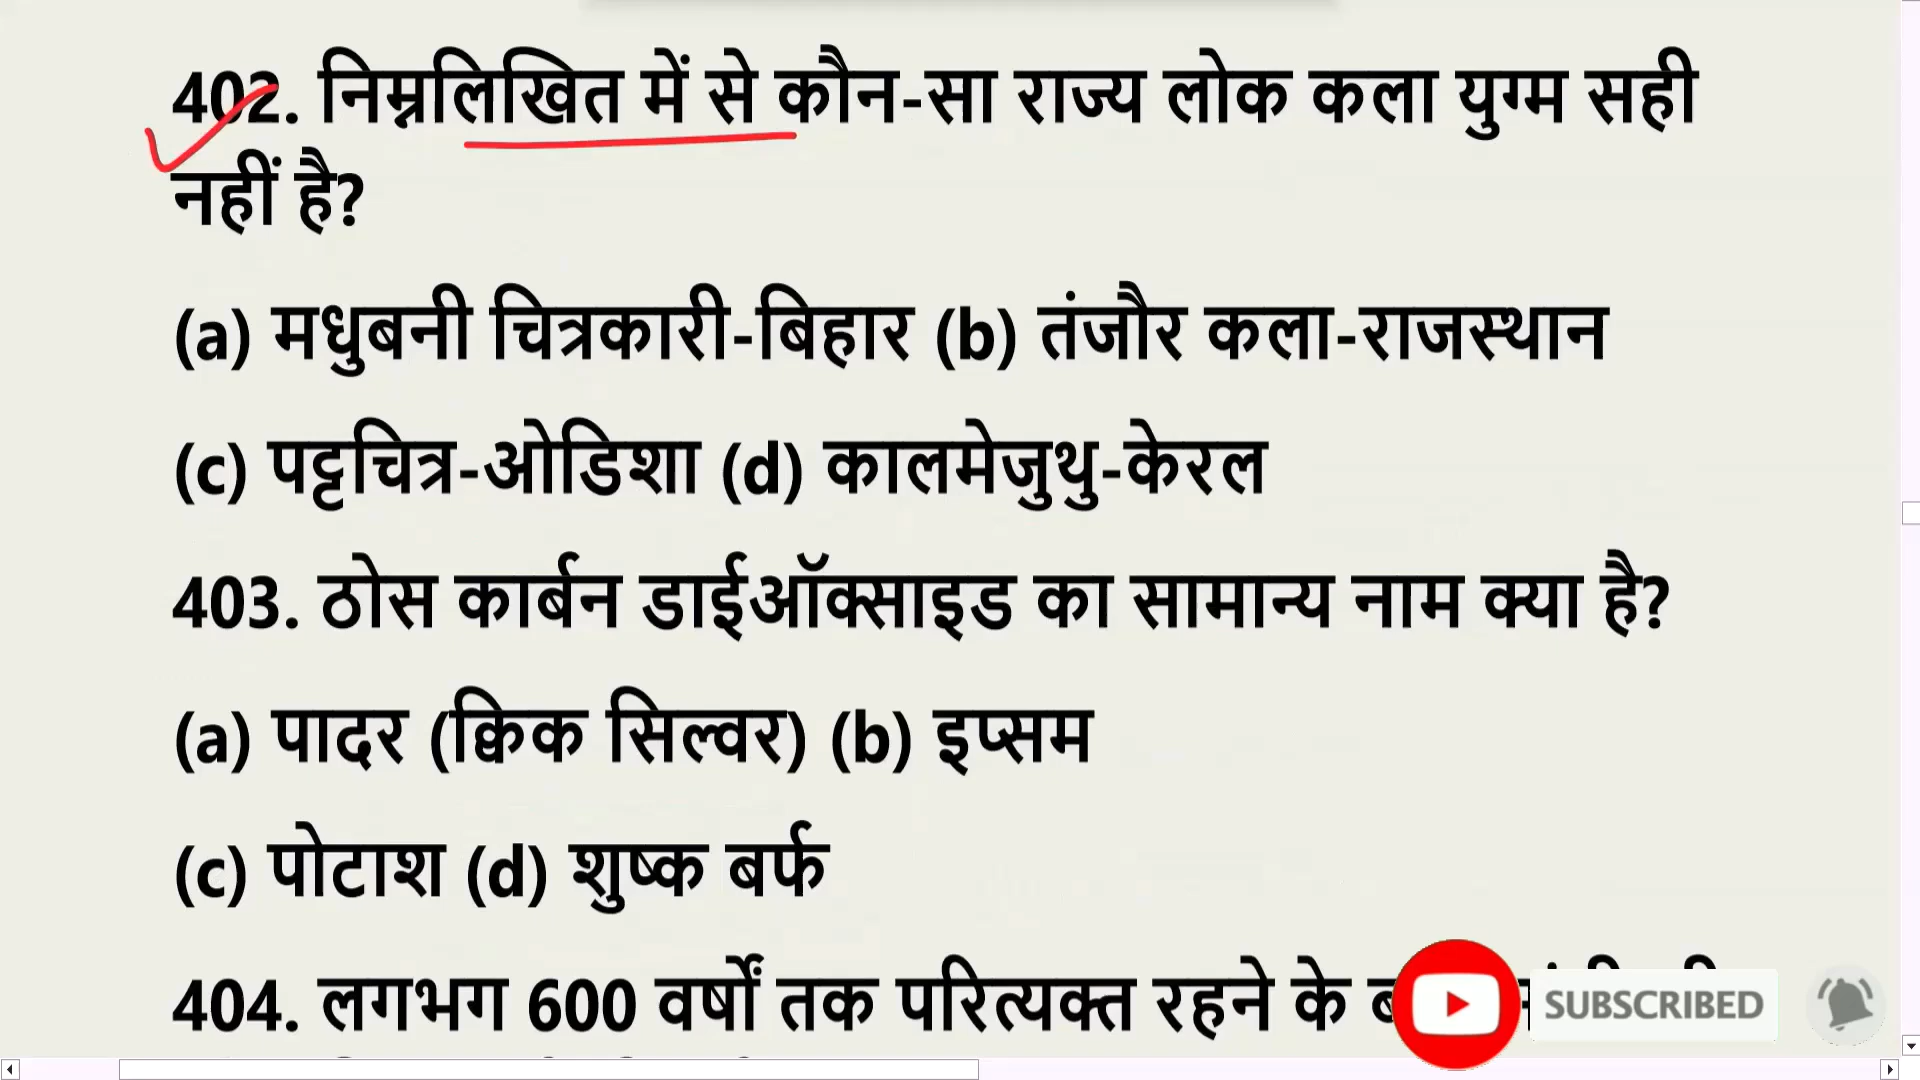 402. निम्नलिखित में से कौन-सा राज्य लोक कला युग्म सही
नहीं है?
(a) मधुबनी चित्रकारी-बिहार (b) तंजौर कला-राजस्थान
(c) पट्टचित्र-ओडिशा (d) कालमेजुथु-केरल
403. ठोस कार्बन डाईऑक्साइड का सामान्य नाम क्या है?
(a) पादर (क्विक सिल्वर) (b) इप्सम
(c) पोटाश (d) शुष्क बर्फ
404. लगभग 600 वर्षों तक परित्यक्त रहने के
SUBSCRIBED